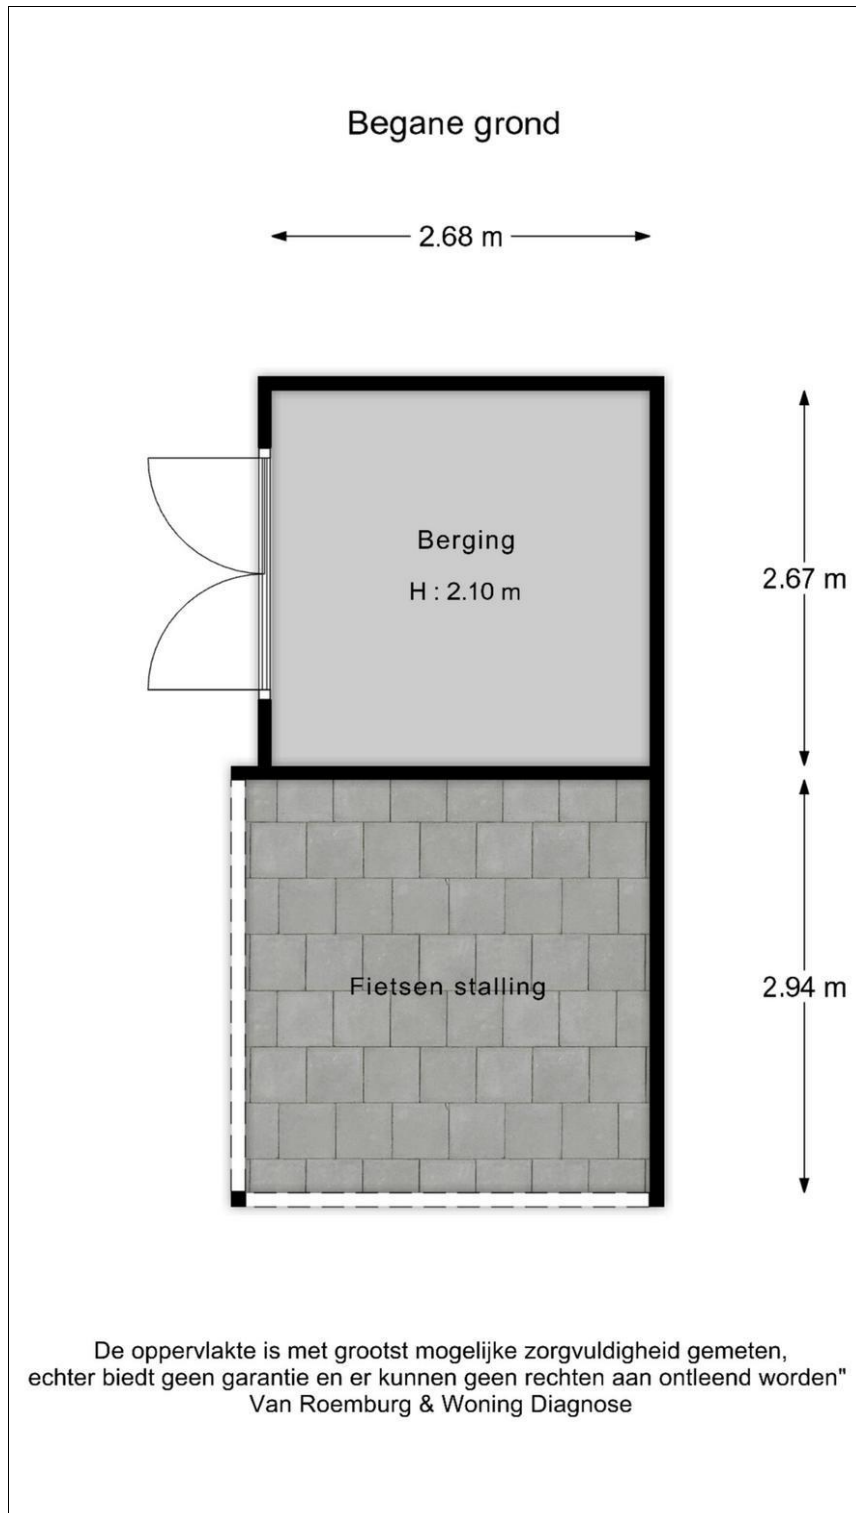 Begane grond
2.68 m
Berging
H : 2.10 m
2.67 m
Fietsen stalling
2.94 m
De oppervlakte is met grootst mogelijke zorgvuldigheid gemeten,
echter biedt geen garantie en er kunnen geen rechten aan ontleend worden"
Van Roemburg & Woning Diagnose